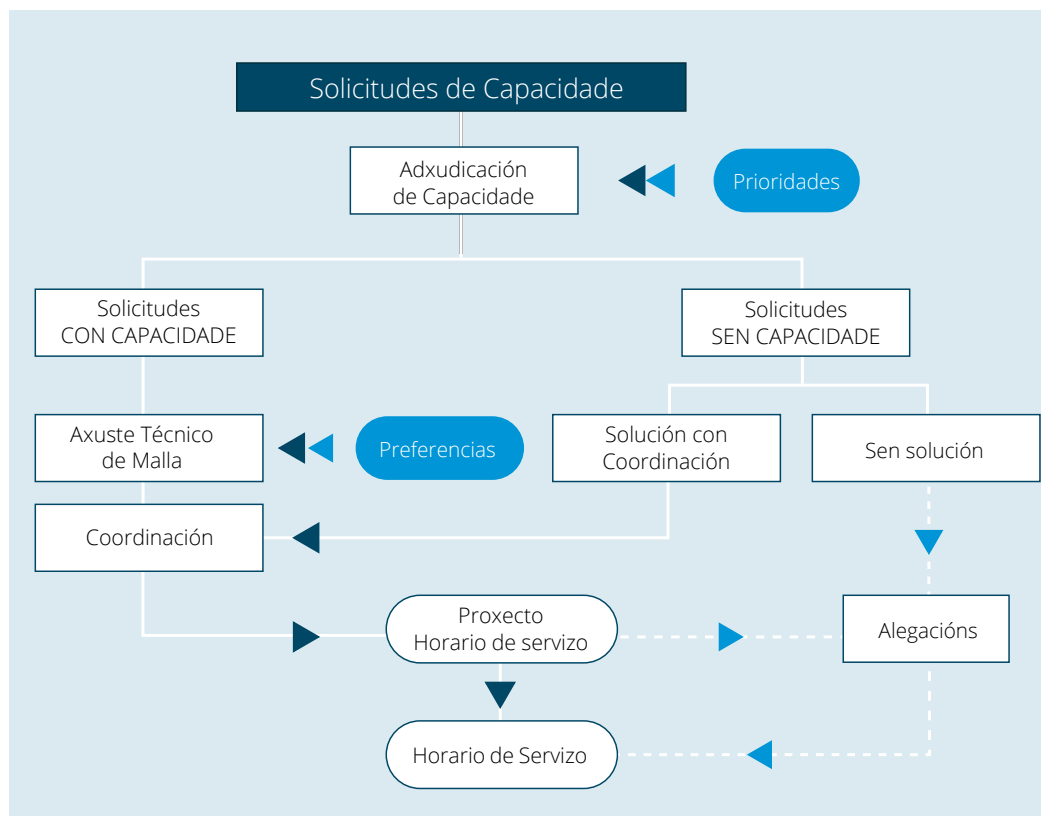 Solicitudes de Capacidade
Adxudicación
de Capacidade
Prioridades
Solicitudes
CON CAPACIDADE
Solicitudes
SEN CAPACIDADE
Axuste Técnico
de Malla
Preferencias
Solución con
Coordinación
Sen solución
Coordinación
Proxecto
Horario de servizo
Alegacións
Horario de Servizo